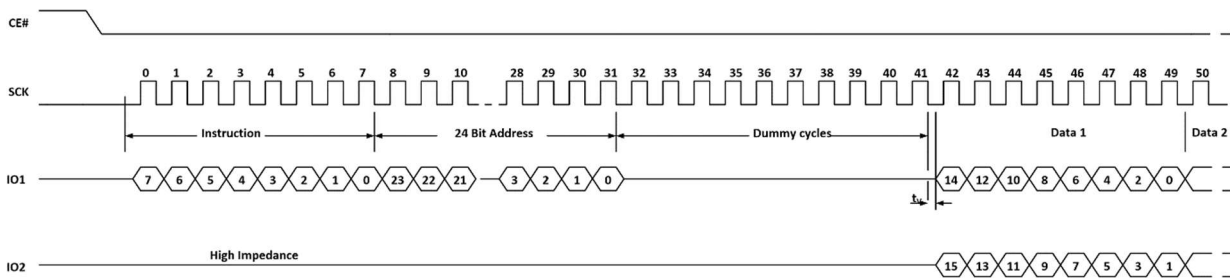 CE#
0 1 2 3 4 5 6 7 8 9 10 28 29 30 31 32 33 34 35 36 37 38 39 40 41 42 43 44 45 46 47 48 49 50
SCK
Instruction 24 Bit Address Dummy cycles Data 1 Data 2
IO1 7 6 5 4 3 2 1 0 23 22 21 3 2 1 0 14 12 10 8 6 4 2 0
High Impedance
IO2 15 13 11 9 7 5 3 1